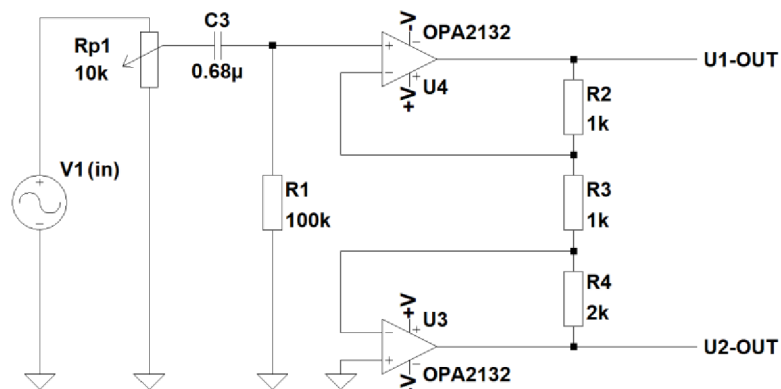 C3
-V
OPA2132
Rp1
10k
0.68µ
+
−
−
+
+V
U4
U1-OUT
R2
1k
V1(in)
+
−
R1
100k
R3
1k
+V
U3
R4
2k
−
+
+
−
V
OPA2132
U2-OUT